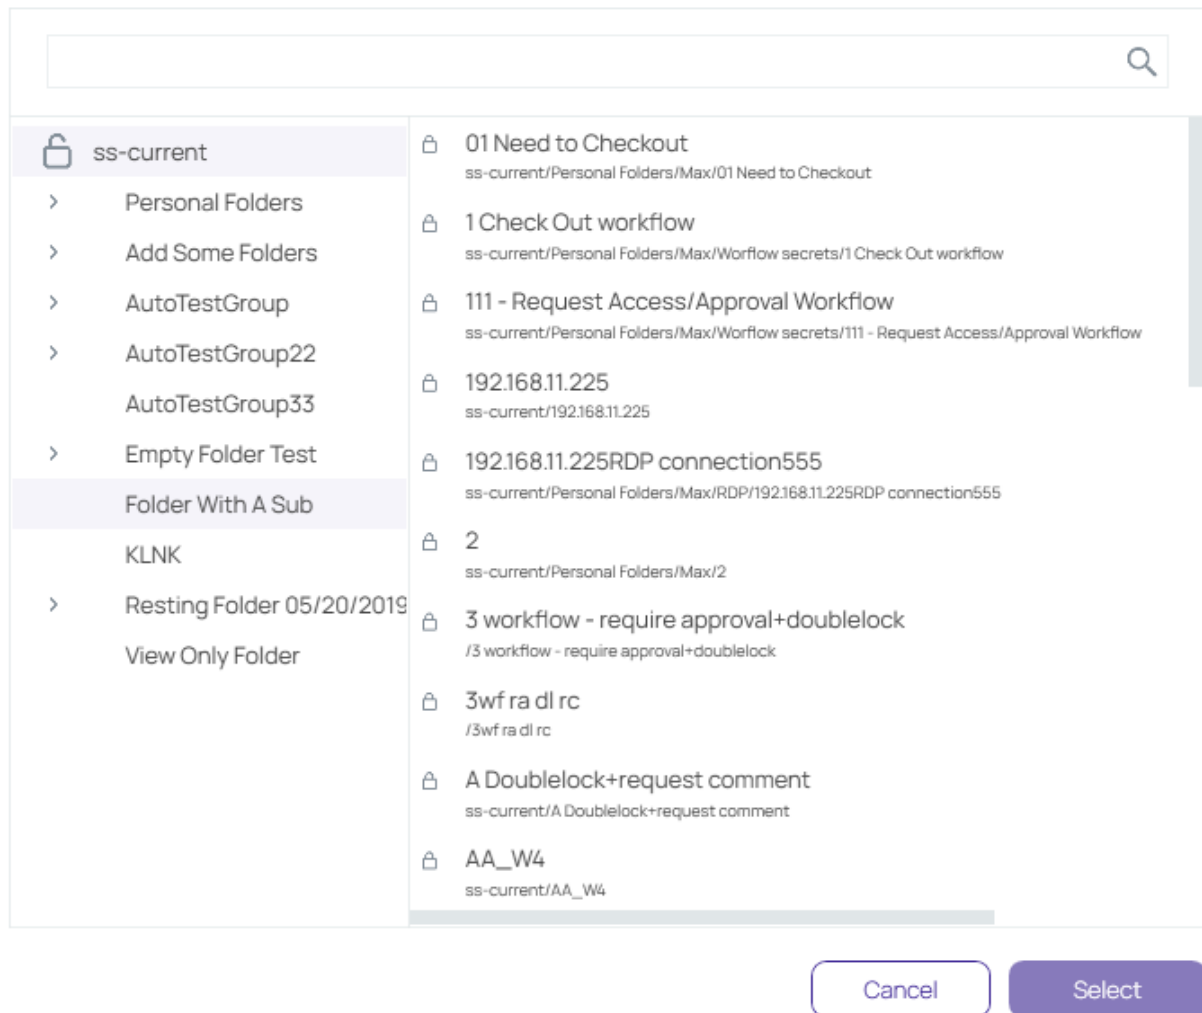 ss-current
Personal Folders
Add Some Folders
AutoTestGroup
AutoTestGroup22
AutoTestGroup33
Empty Folder Test
Folder With A Sub
KLNK
Resting Folder 05/20/2019
View Only Folder
01 Need to Checkout
ss-current/Personal Folders/Max/01 Need to Checkout
1 Check Out workflow
ss-current/Personal Folders/Max/Worflow secrets/1 Check Out workflow
111 - Request Access/Approval Workflow
ss-current/Personal Folders/Max/Worflow secrets/111 - Request Access/Approval Workflow
192.168.11.225
ss-current/192.168.11.225
192.168.11.225RDP connection555
ss-current/Personal Folders/Max/RDP/192.168.11.225RDP connection555
2
ss-current/Personal Folders/Max/2
3 workflow - require approval+doublelock
/3 workflow - require approval+doublelock
3wf ra dl rc
/3wf ra dl rc
A Doublelock+request comment
ss-current/A Doublelock+request comment
AA_W4
ss-current/AA_W4
Cancel
Select